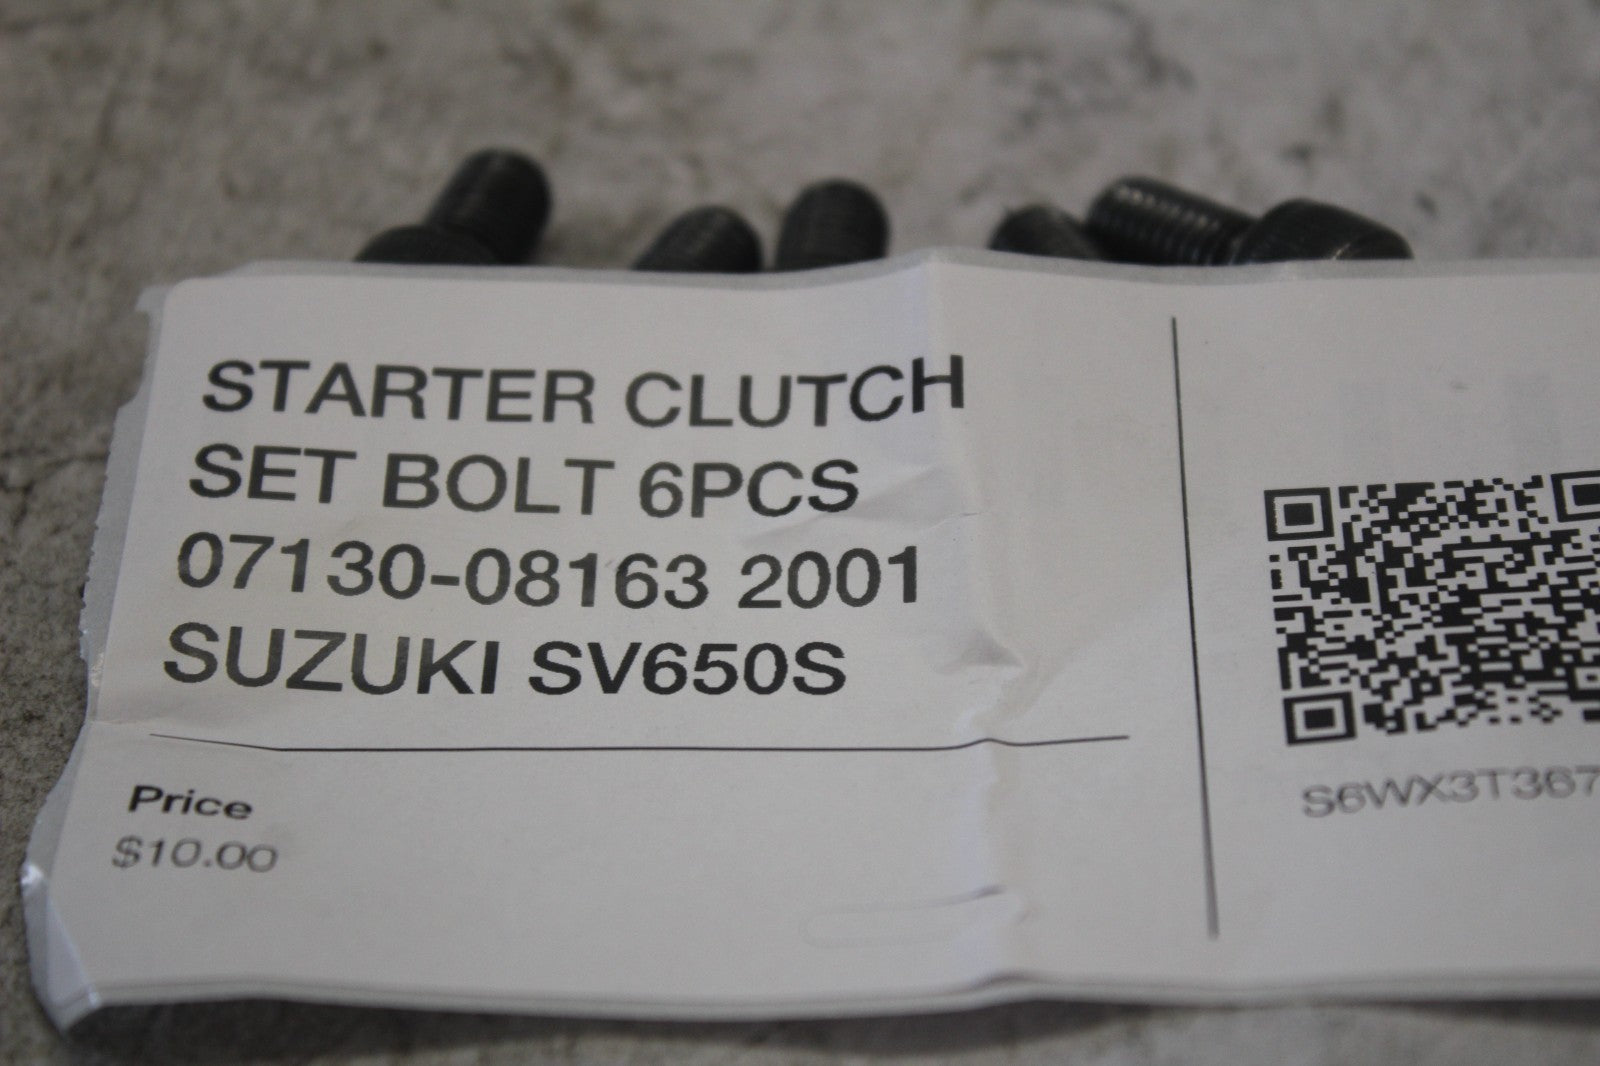 STARTER CLUTCH
SET BOLT 6PCS
07130-08163 2001
SUZUKI SV650S
Price
$10.00
S6WX3T367